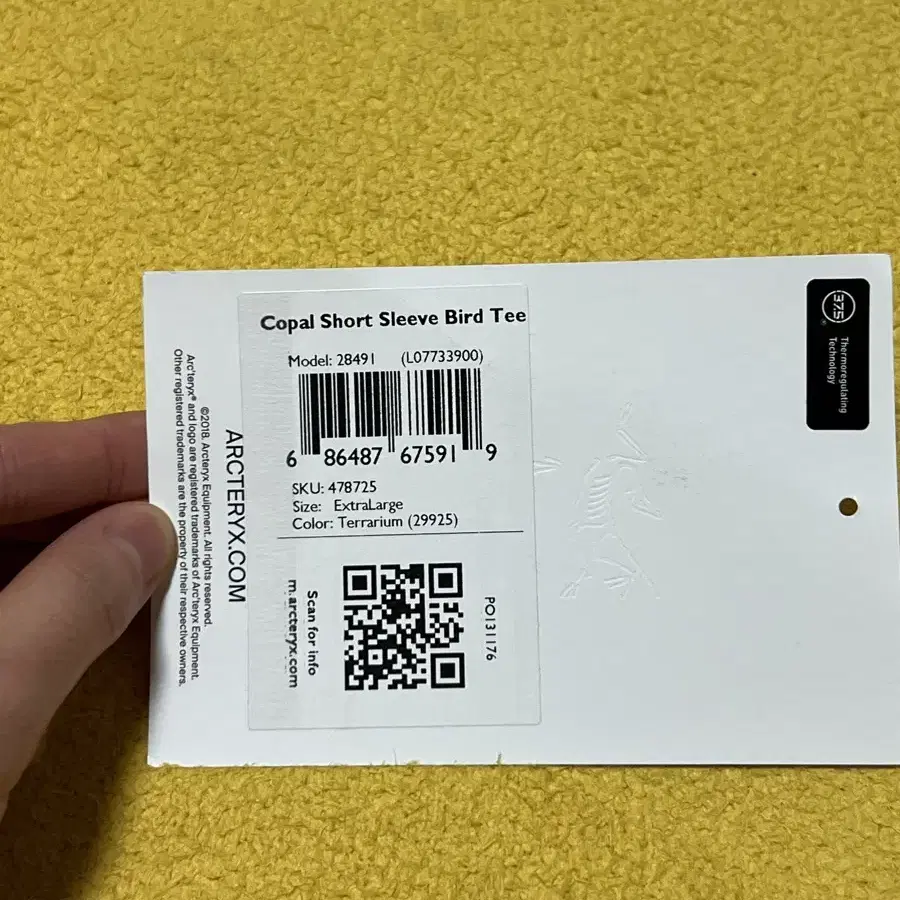 Copal Short Sleeve Bird Tee
Model: 28491 (L07733900)
6 86487 67591 9
SKU: 478725
Size: ExtraLarge
Color: Terrarium (29925)
Scan for info
m.arcteryx.com
PO131176
ARCTERYX.COM
©2018. Arcteryx Equipment. All rights reserved.
Arc'teryx® and logo are registered trademarks of Arc'teryx Equipment.
Other registered trademarks are the property of their respective owners.
37.5®
Thermoregulating
Technology